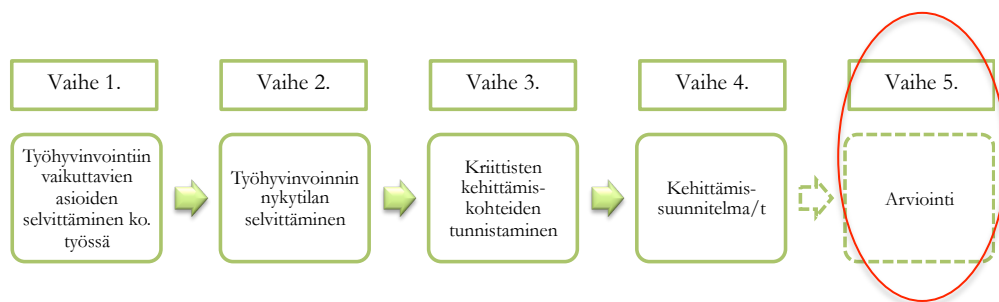 Vaihe 1.
Vaihe 2.
Vaihe 3.
Vaihe 4.
Vaihe 5.
Työhyvinvointiin
vaikuttavien
asioiden
selvittäminen ko.
työssä
Työhyvinvoinnin
nykytilan
selvittäminen
Kriittisten
kehittämis-
kohteiden
tunnistaminen
Kehittämis-
suunnitelma/t
Arviointi